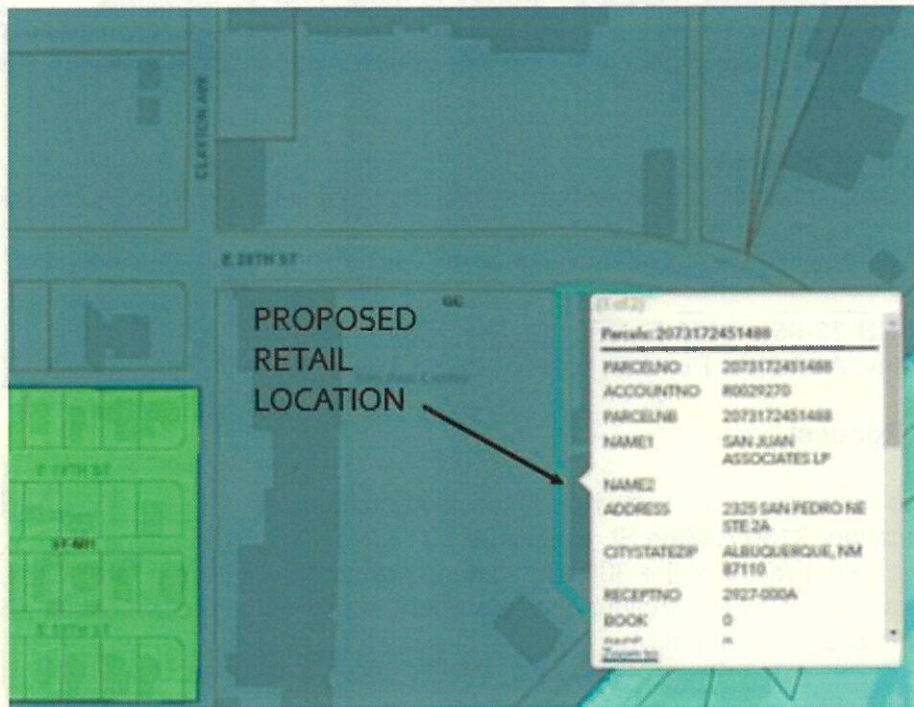 CLAYTON AVE
E 20TH ST
GC
PROPOSED
RETAIL
LOCATION
(1 of 2)
Parcels: 2073172451488
PARCELNO 2073172451488
ACCOUNTNO R0029270
PARCELNB 2073172451488
NAME1 SAN JUAN
ASSOCIATES LP
NAME2
ADDRESS 2325 SAN PEDRO NE
STE 2A
CITYSTATEZIP ALBUQUERQUE, NM
87110
RECEPTNO 2927-000A
BOOK 0
Zoom to